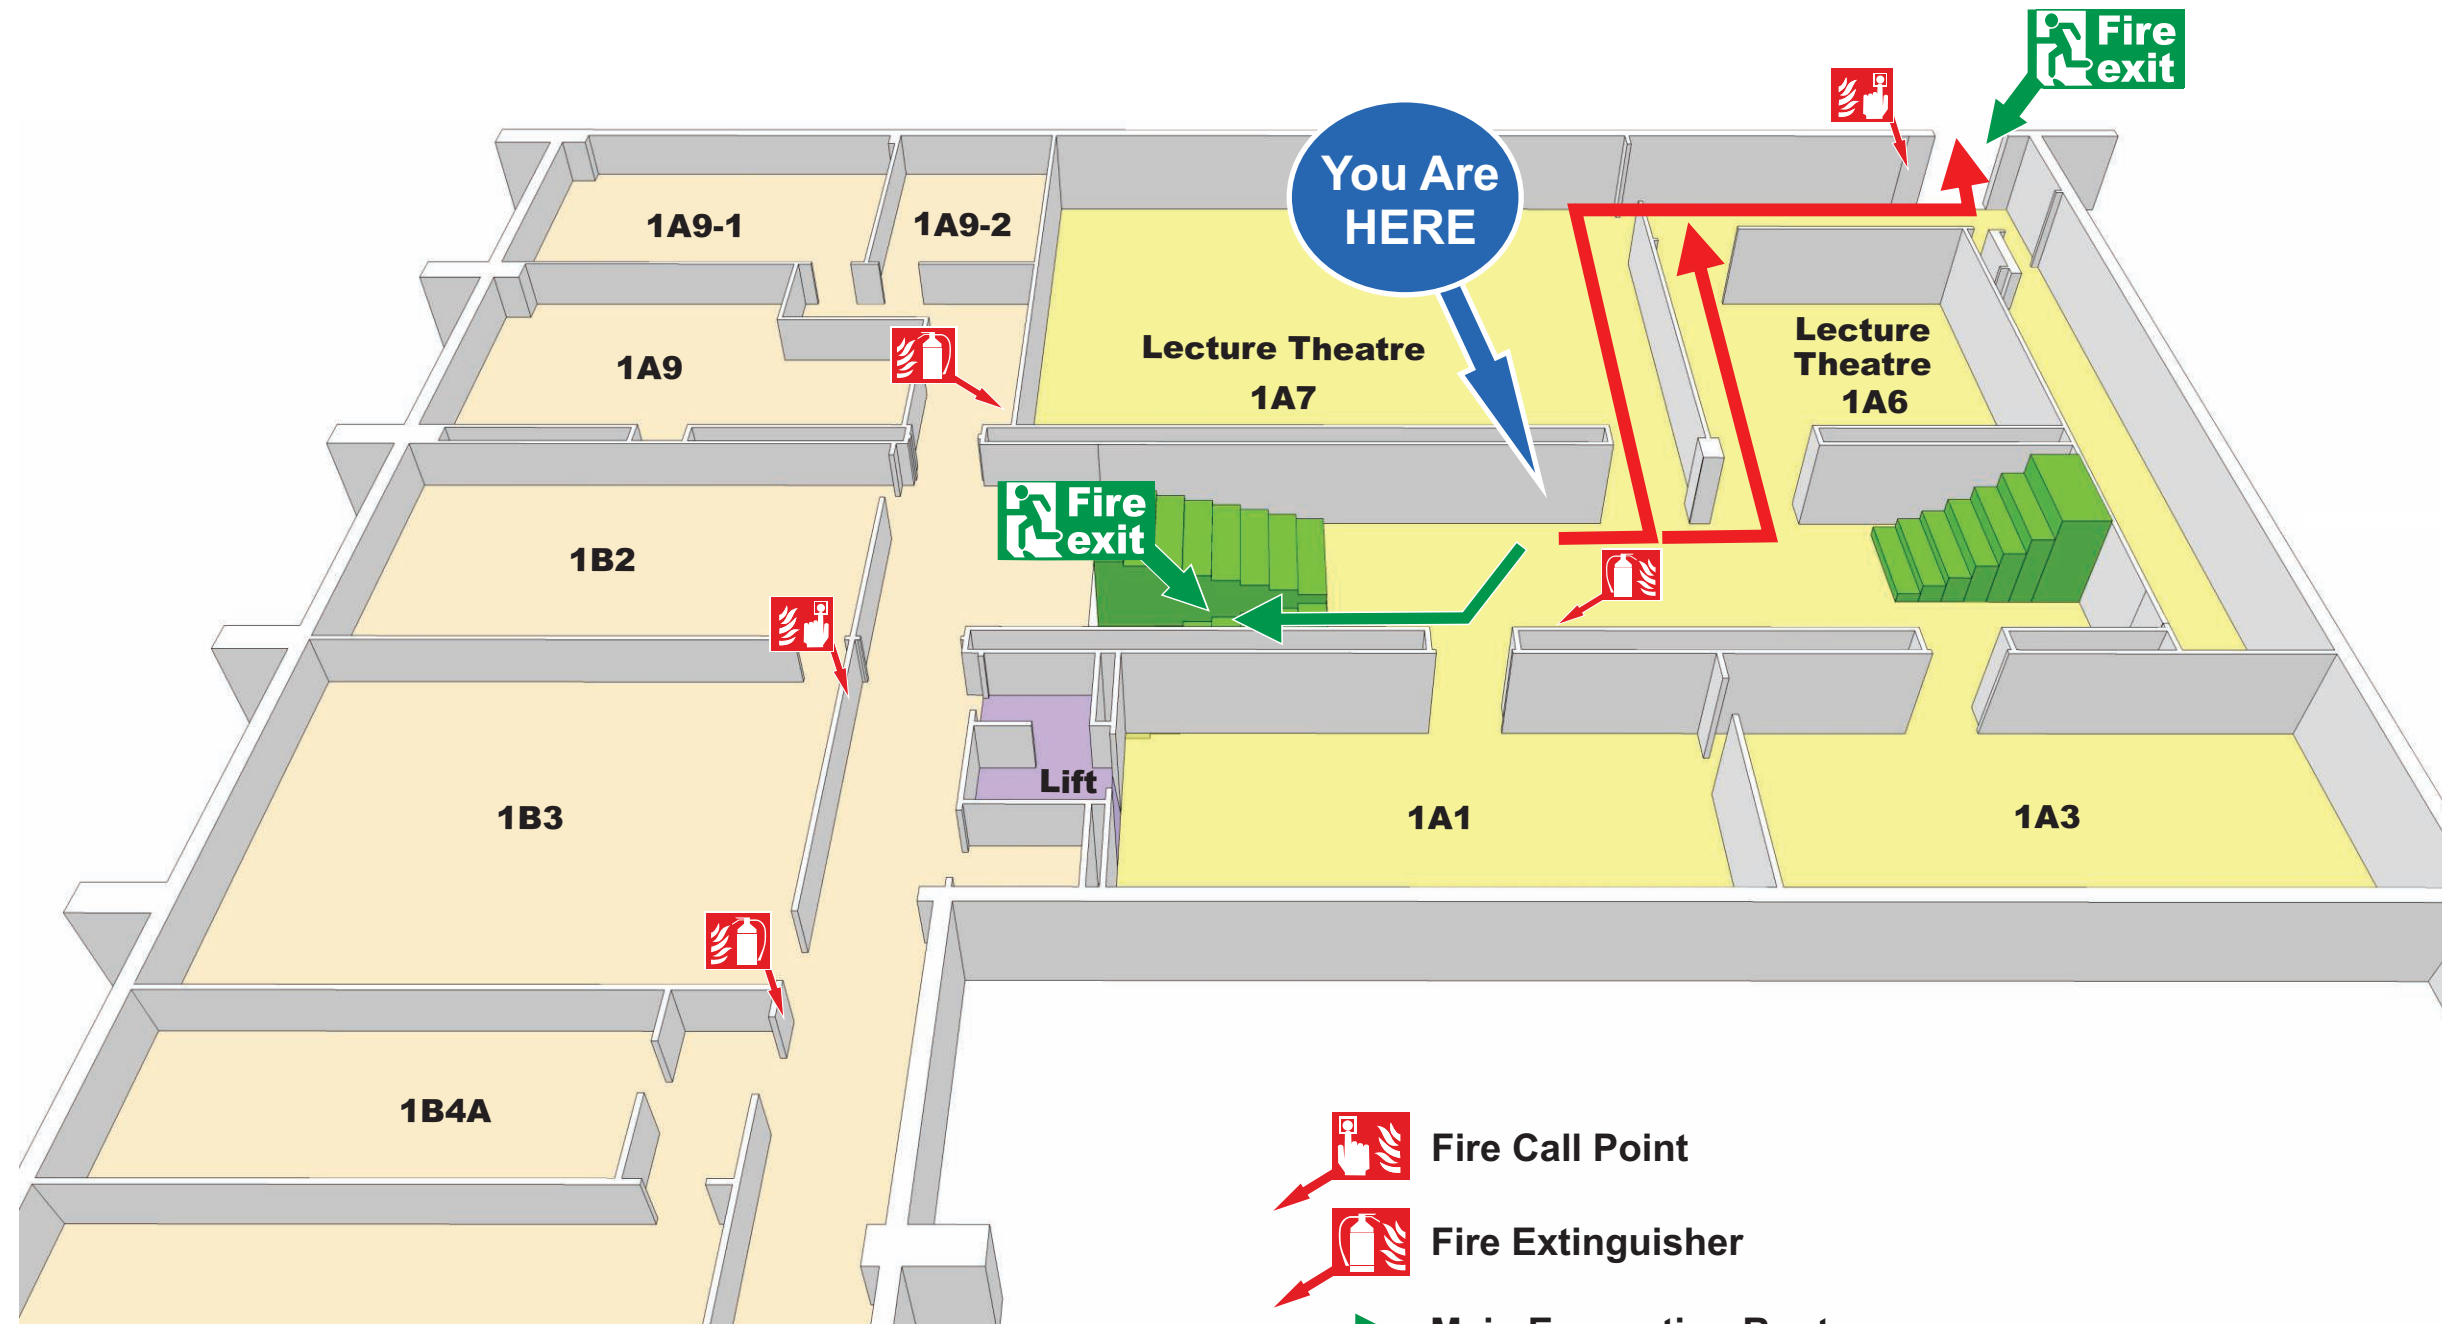 Fire
exit
You Are
HERE
1A9-1
1A9-2
Lecture Theatre
1A7
Lecture
Theatre
1A6
1A9
Fire
exit
1B2
Lift
1B3
1A1
1A3
1B4A
Fire Call Point
Fire Extinguisher